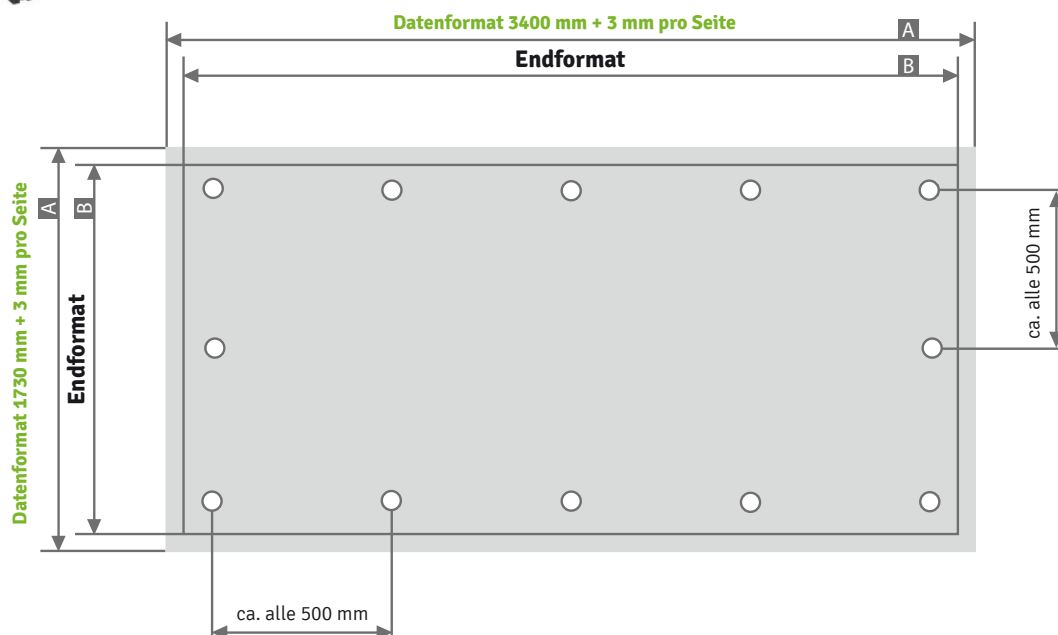 Datenformat 3400 mm + 3 mm pro Seite
A
Endformat
B
Datenformat 1730 mm + 3 mm pro Seite
A
Endformat
B
ca. alle 500 mm
ca. alle 500 mm